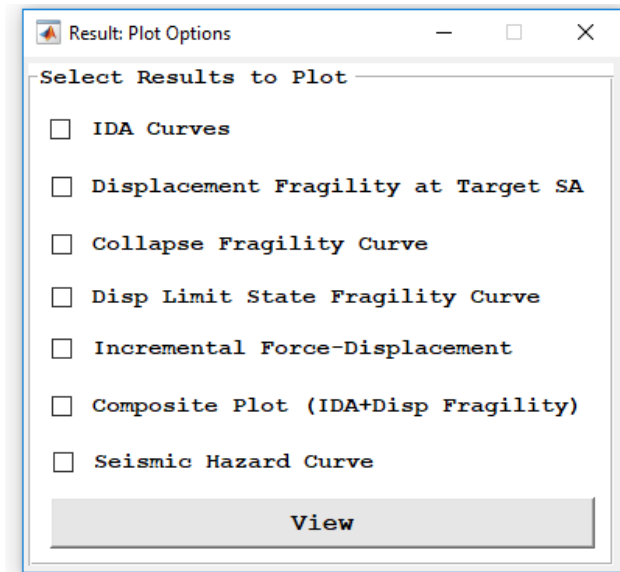 Result: Plot Options
Select Results to Plot
IDA Curves
Displacement Fragility at Target SA
Collapse Fragility Curve
Disp Limit State Fragility Curve
Incremental Force-Displacement
Composite Plot (IDA+Disp Fragility)
Seismic Hazard Curve
View